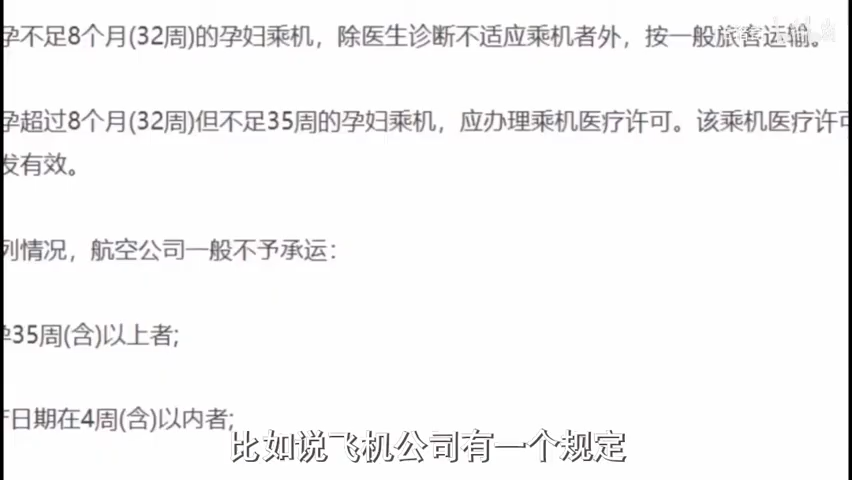 孕不足8个月(32周)的孕妇乘机，除医生诊断不适应乘机者外，按一般旅客运输。
孕超过8个月(32周)但不足35周的孕妇乘机，应办理乘机医疗许可。该乘机医疗许可
发有效。
列情况，航空公司一般不予承运：
孕35周(含)以上者;
日期在4周(含)以内者;
比如说飞机公司有一个规定